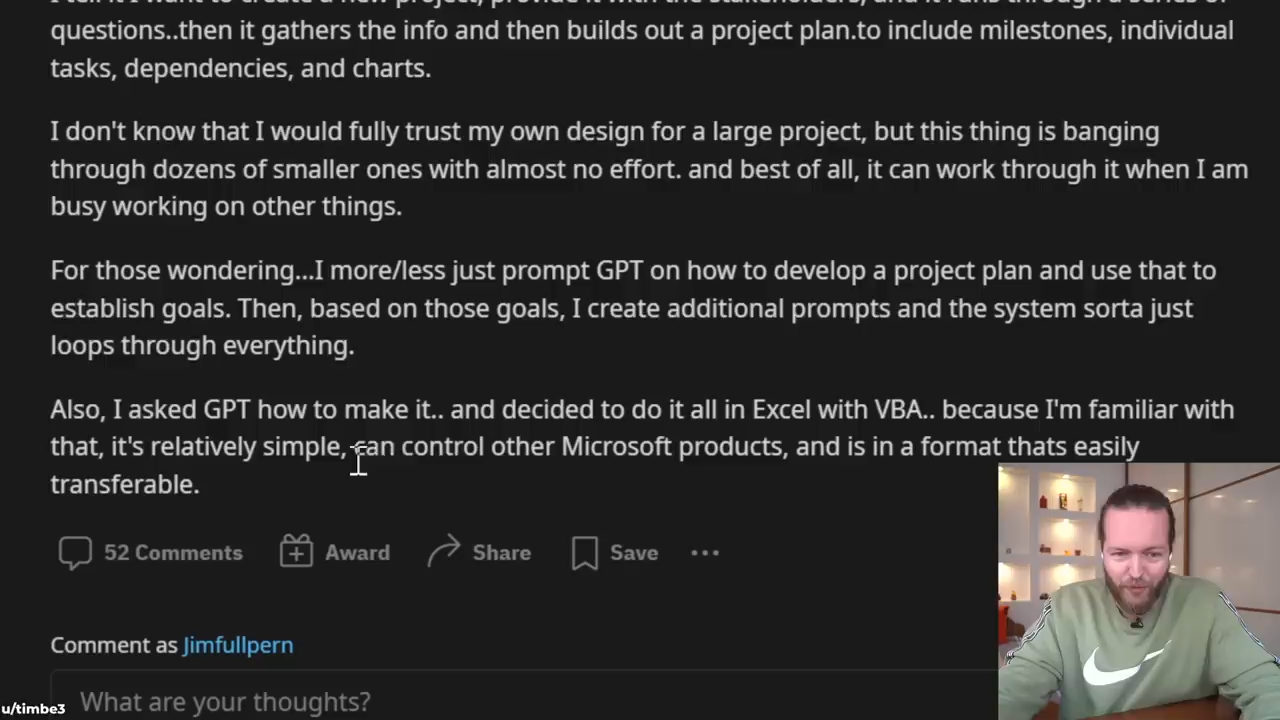 questions..then it gathers the info and then builds out a project plan.to include milestones, individual
tasks, dependencies, and charts.
I don't know that I would fully trust my own design for a large project, but this thing is banging
through dozens of smaller ones with almost no effort. and best of all, it can work through it when I am
busy working on other things.
For those wondering...I more/less just prompt GPT on how to develop a project plan and use that to
establish goals. Then, based on those goals, I create additional prompts and the system sorta just
loops through everything.
Also, I asked GPT how to make it.. and decided to do it all in Excel with VBA.. because I'm familiar with
that, it's relatively simple, can control other Microsoft products, and is in a format thats easily
transferable.
52 Comments Award Share Save
Comment as Jimfullpern
What are your thoughts?
u/timbe3